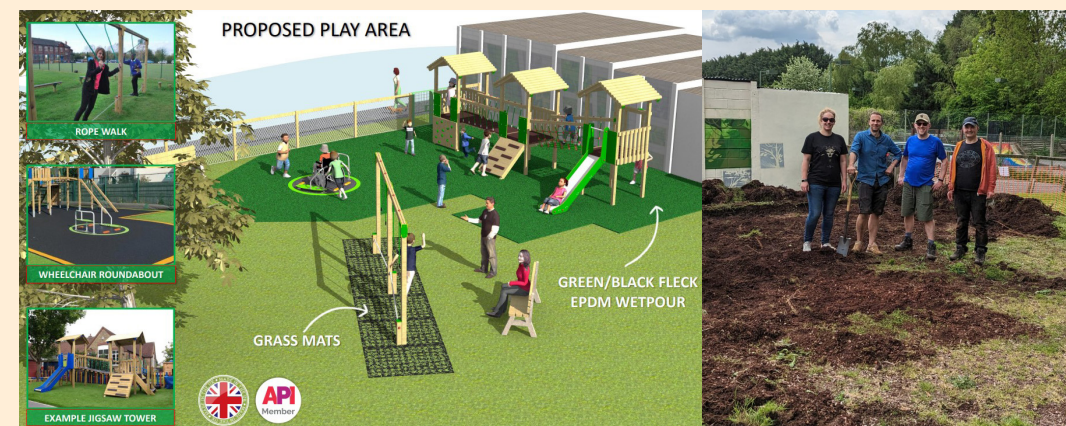 PROPOSED PLAY AREA
ROPE WALK
WHEELCHAIR ROUNDABOUT
EXAMPLE JIGSAW TOWER
GRASS MATS
GREEN/BLACK FLECK
EPDM WETPOUR
API
Member